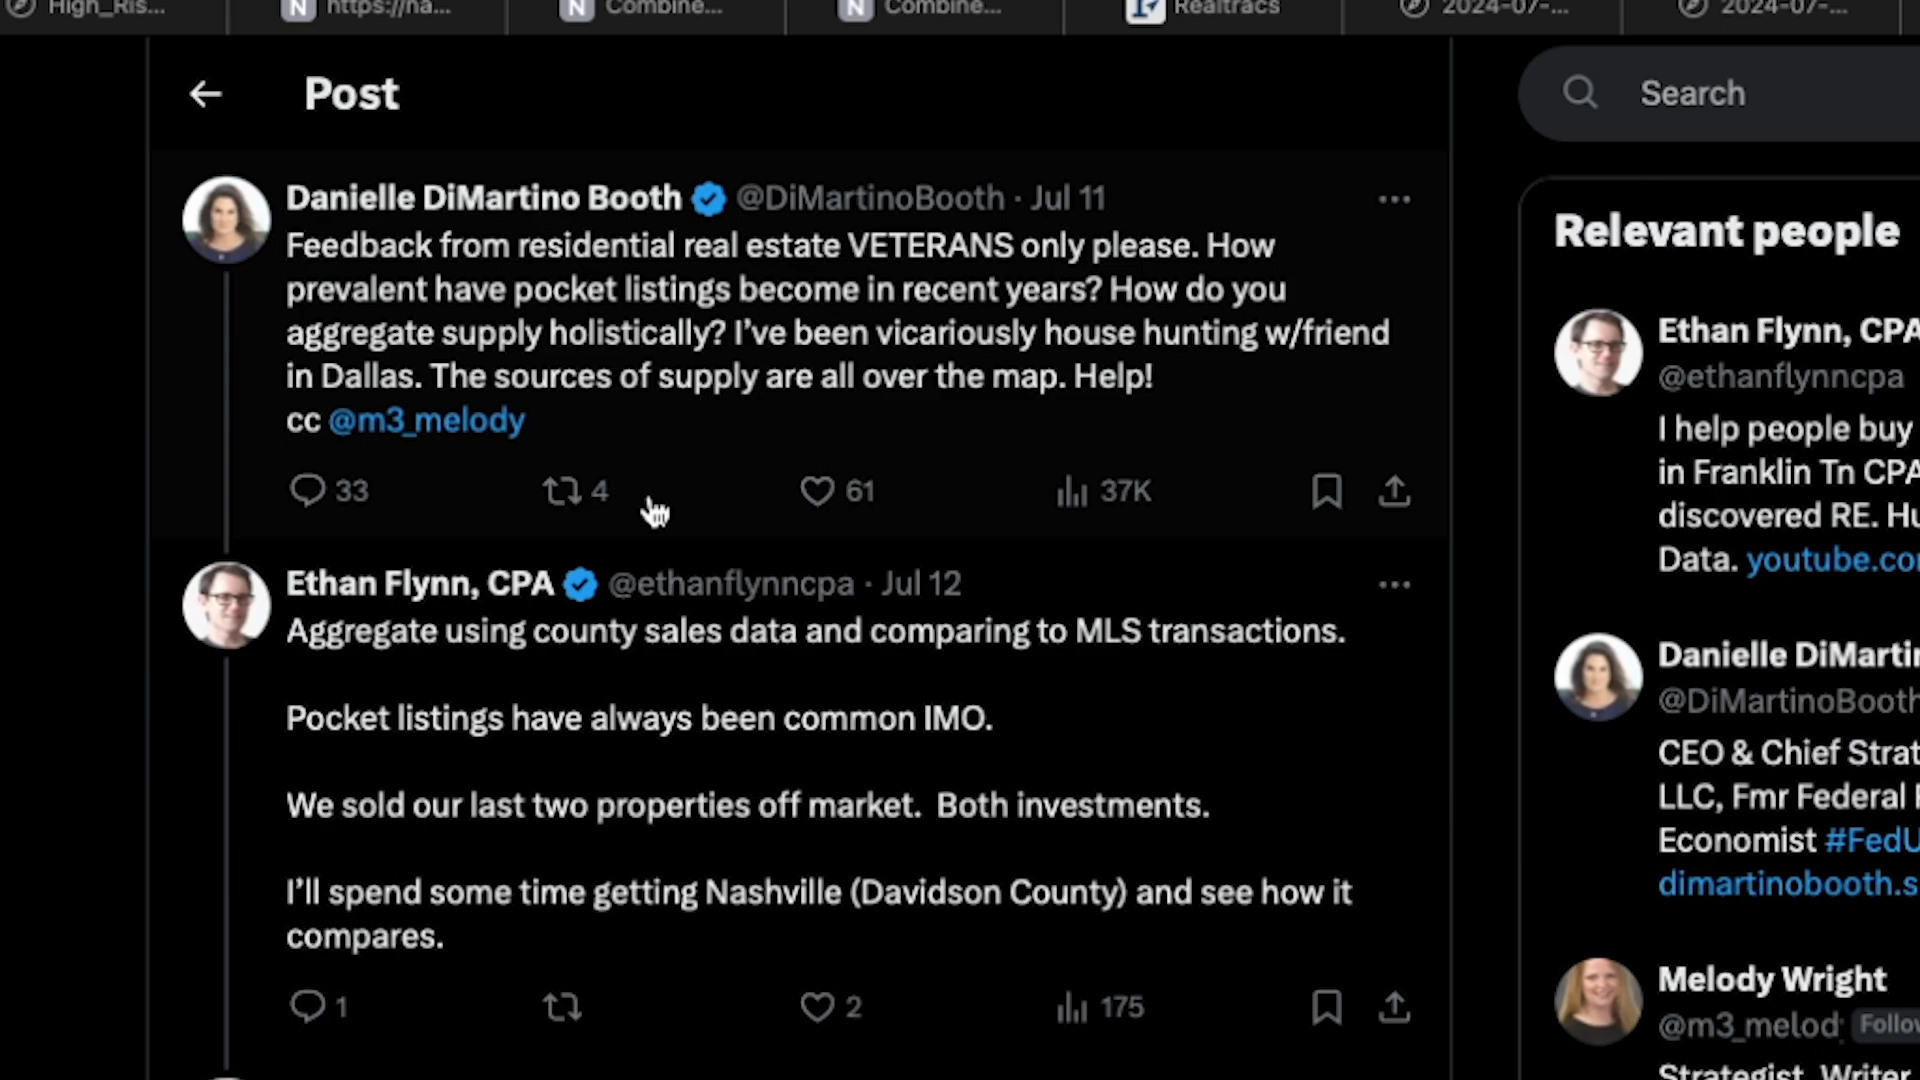 High_Ris...
https://na...
Combine...
Combine...
Realtracs
2024-07-...
2024-07-...
Post
Search
Danielle DiMartino Booth @DiMartinoBooth · Jul 11
Feedback from residential real estate VETERANS only please. How
prevalent have pocket listings become in recent years? How do you
aggregate supply holistically? I've been vicariously house hunting w/friend
in Dallas. The sources of supply are all over the map. Help!
cc @m3_melody
33 4 61 37K
Ethan Flynn, CPA @ethanflynncpa · Jul 12
Aggregate using county sales data and comparing to MLS transactions.
Pocket listings have always been common IMO.
We sold our last two properties off market. Both investments.
I'll spend some time getting Nashville (Davidson County) and see how it
compares.
1 2 175
Relevant people
Ethan Flynn, CPA
@ethanflynncpa
I help people buy
in Franklin Tn CPA
discovered RE. Hu
Data. youtube.co
Danielle DiMartin
@DiMartinoBooth
CEO & Chief Strat
LLC, Fmr Federal
Economist #FedU
dimartinobooth.s
Melody Wright
@m3_melod Follow
Strategist, Writer